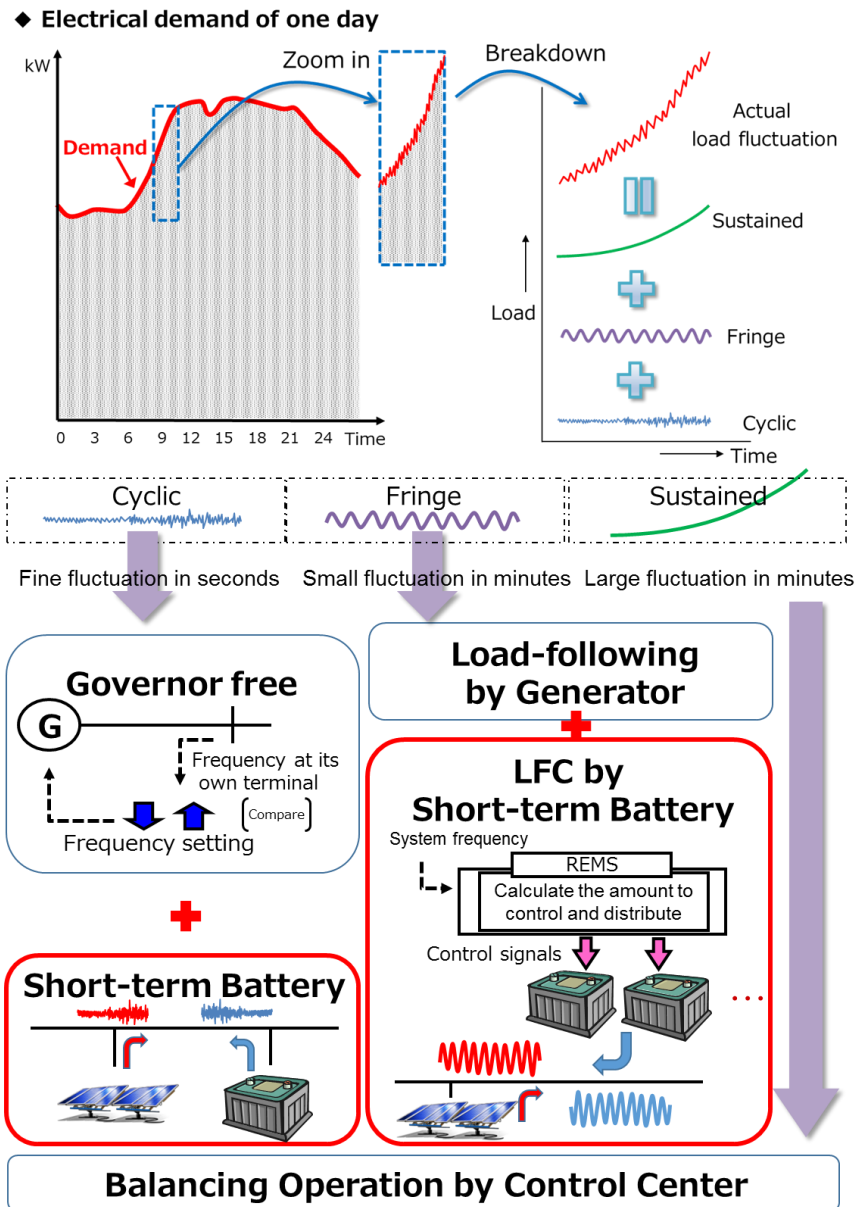 ◆ Electrical demand of one day
kW
Zoom in
Breakdown
Demand
Actual
load fluctuation
Sustained
Load
Fringe
Cyclic
0 3 6 9 12 15 18 21 24 Time
Time
Cyclic
Fringe
Sustained
Fine fluctuation in seconds
Small fluctuation in minutes
Large fluctuation in minutes
Governor free
G
Frequency at its
own terminal
Compare
Frequency setting
Load-following
by Generator
LFC by
Short-term Battery
System frequency
REMS
Calculate the amount to
control and distribute
Control signals
...
Short-term Battery
Balancing Operation by Control Center